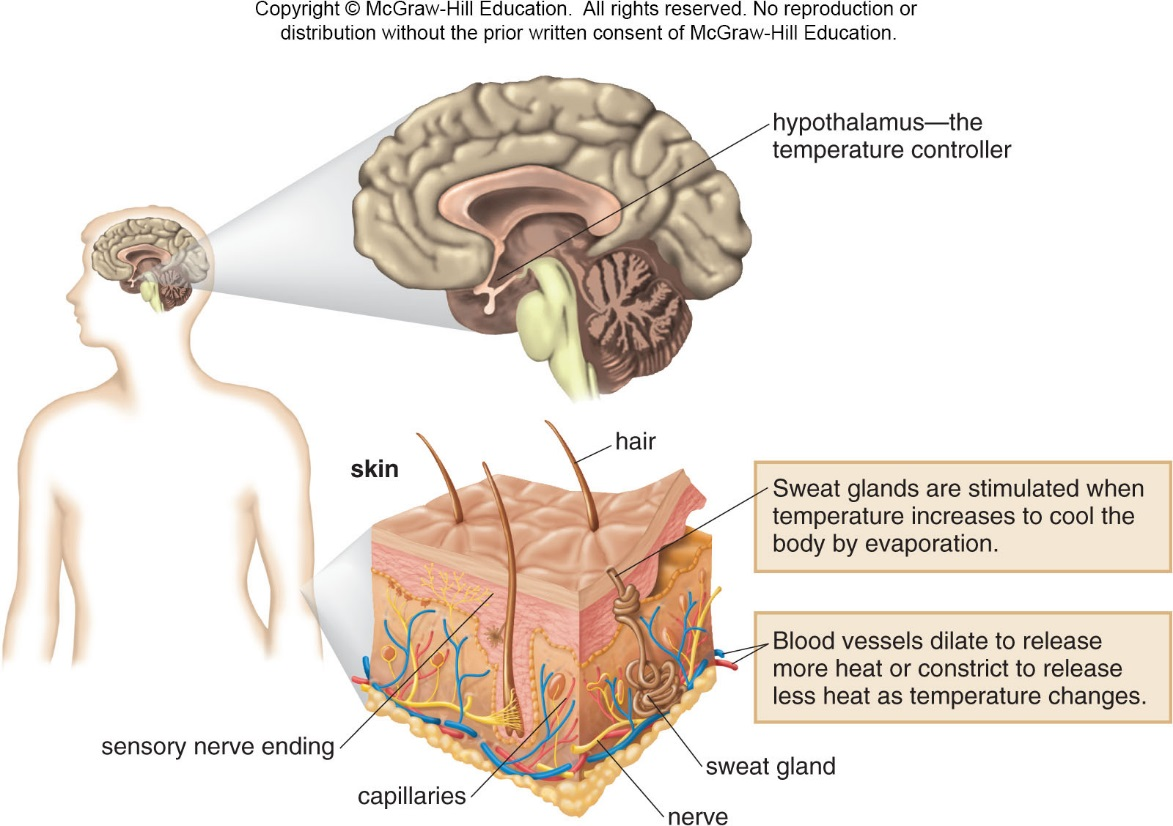 Copyright © McGraw-Hill Education.  All rights reserved. No reproduction or
distribution without the prior written consent of McGraw-Hill Education.
hypothalamus—the
temperature controller
hair
skin
Sweat glands are stimulated when
temperature increases to cool the
body by evaporation.
Blood vessels dilate to release
more heat or constrict to release
less heat as temperature changes.
sensory nerve ending
sweat gland
capillaries
nerve